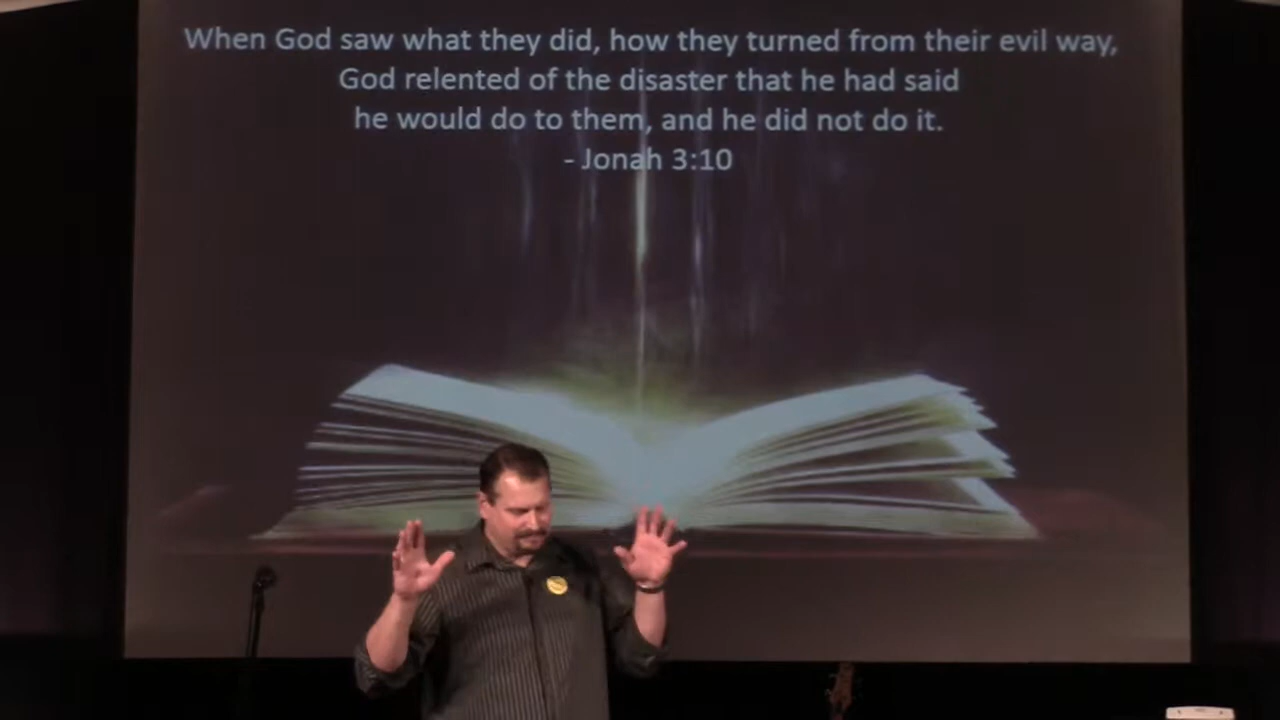 When God saw what they did, how they turned from their evil way,
God relented of the disaster that he had said
he would do to them, and he did not do it.
- Jonah 3:10